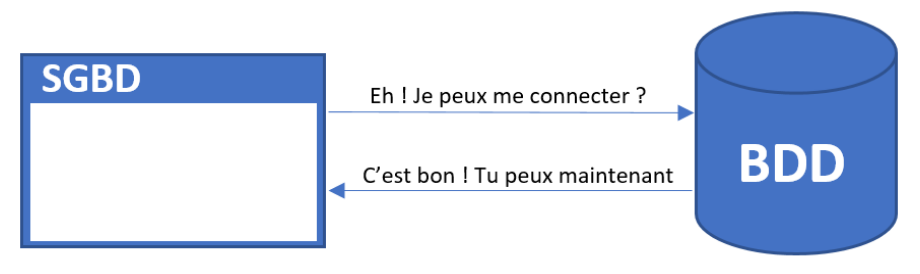 SGBD
Eh ! Je peux me connecter ?
C’est bon ! Tu peux maintenant
BDD